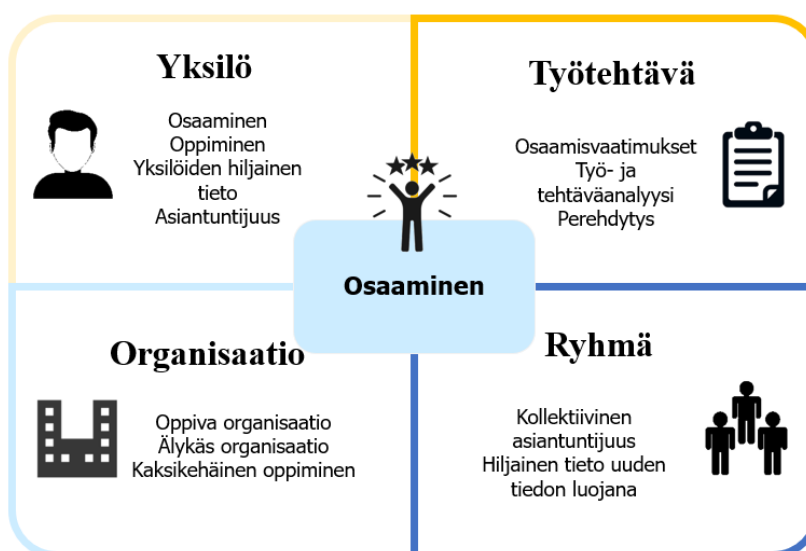 Yksilö
Osaaminen
Oppiminen
Yksilöiden hiljainen
tieto
Asiantuntijuus
Työtehtävä
Osaamisvaatimukset
Työ- ja
tehtäväanalyysi
Perehdytys
Osaaminen
Organisaatio
Oppiva organisaatio
Älykäs organisaatio
Kaksikehäinen oppiminen
Ryhmä
Kollektiivinen
asiantuntijuus
Hiljainen tieto uuden
tiedon luojana